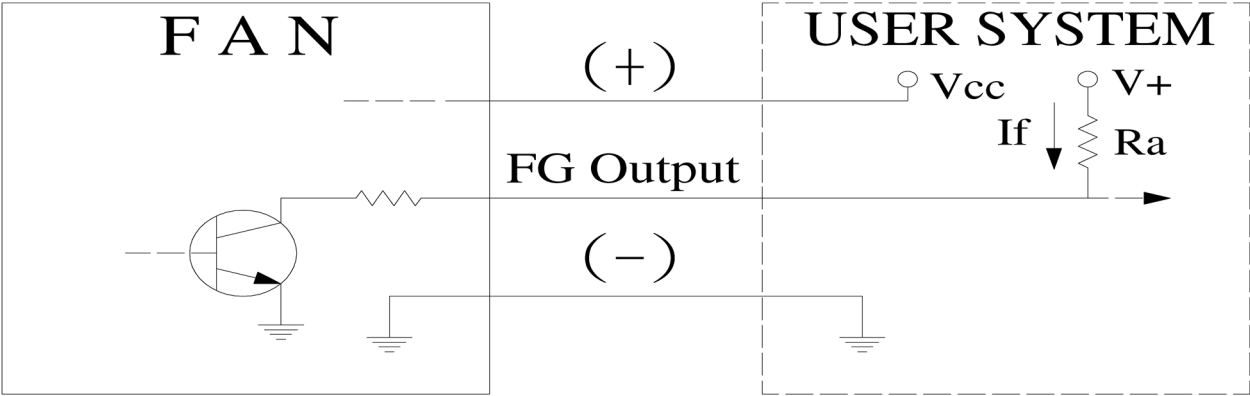 F A N
USER SYSTEM
(+)
Vcc
V+
If
Ra
FG Output
(-)